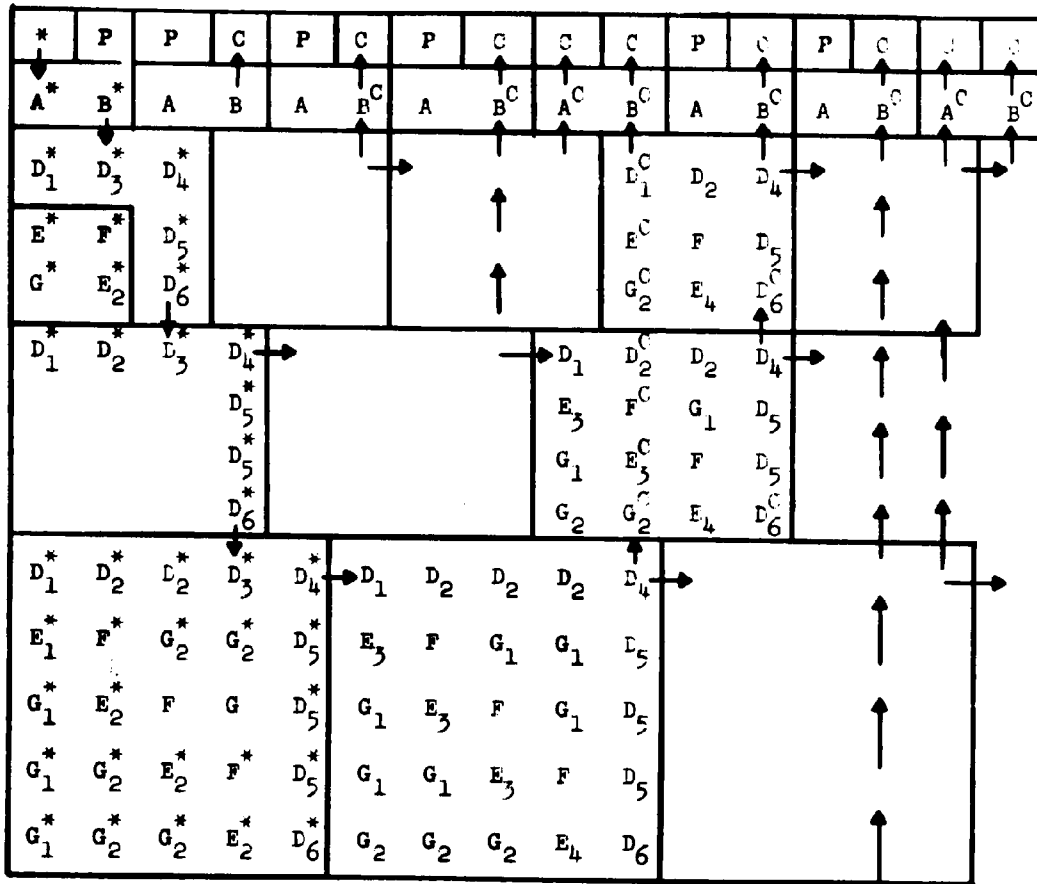 * P P C P C P C C C P C P C C C
A* B* A B A B^C A B^C A^C B^C A B^C A B^C A^C B^C
D₁* D₃* D₄* D₁^C D₂ D₄
E* F* D₅* E^C F D₅
G* E₂* D₆* G₂^C E₄ D₆^C
D₁* D₂* D₃* D₄* D₁ D₂^C D₂ D₄
D₅* E₃ F^C G₁ D₅
D₅* G₁ E₃^C F D₅
D₆* G₂ G₂^C E₄ D₆^C
D₁* D₂* D₂* D₃* D₄* D₁ D₂ D₂ D₂ D₄
E₁* F* G₂* G₂* D₅* E₃ F G₁ G₁ D₅
G₁* E₂* F G D₅* G₁ E₃ F G₁ D₅
G₁* G₂* E₂* F* D₅* G₁ G₁ E₃ F D₅
G₁* G₂* G₂* E₂* D₆* G₂ G₂ G₂ E₄ D₆